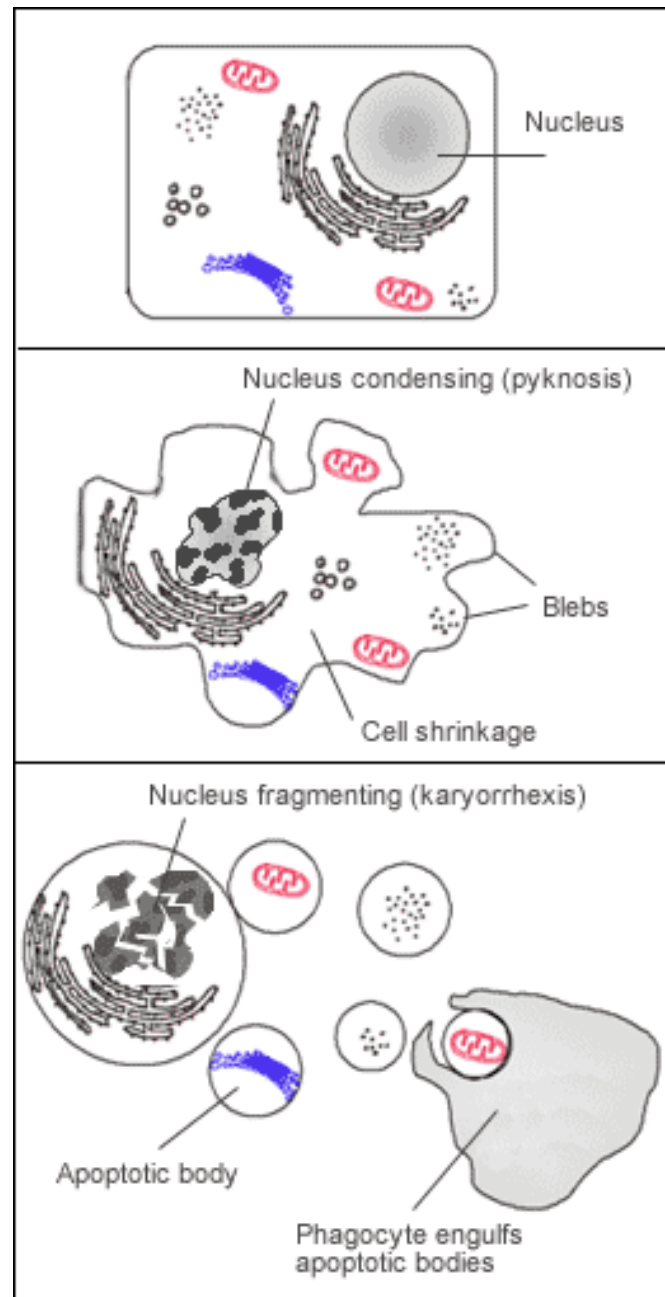 Nucleus
Nucleus condensing (pyknosis)
Blebs
Cell shrinkage
Nucleus fragmenting (karyorrhexis)
Apoptotic body
Phagocyte engulfs
apoptotic bodies